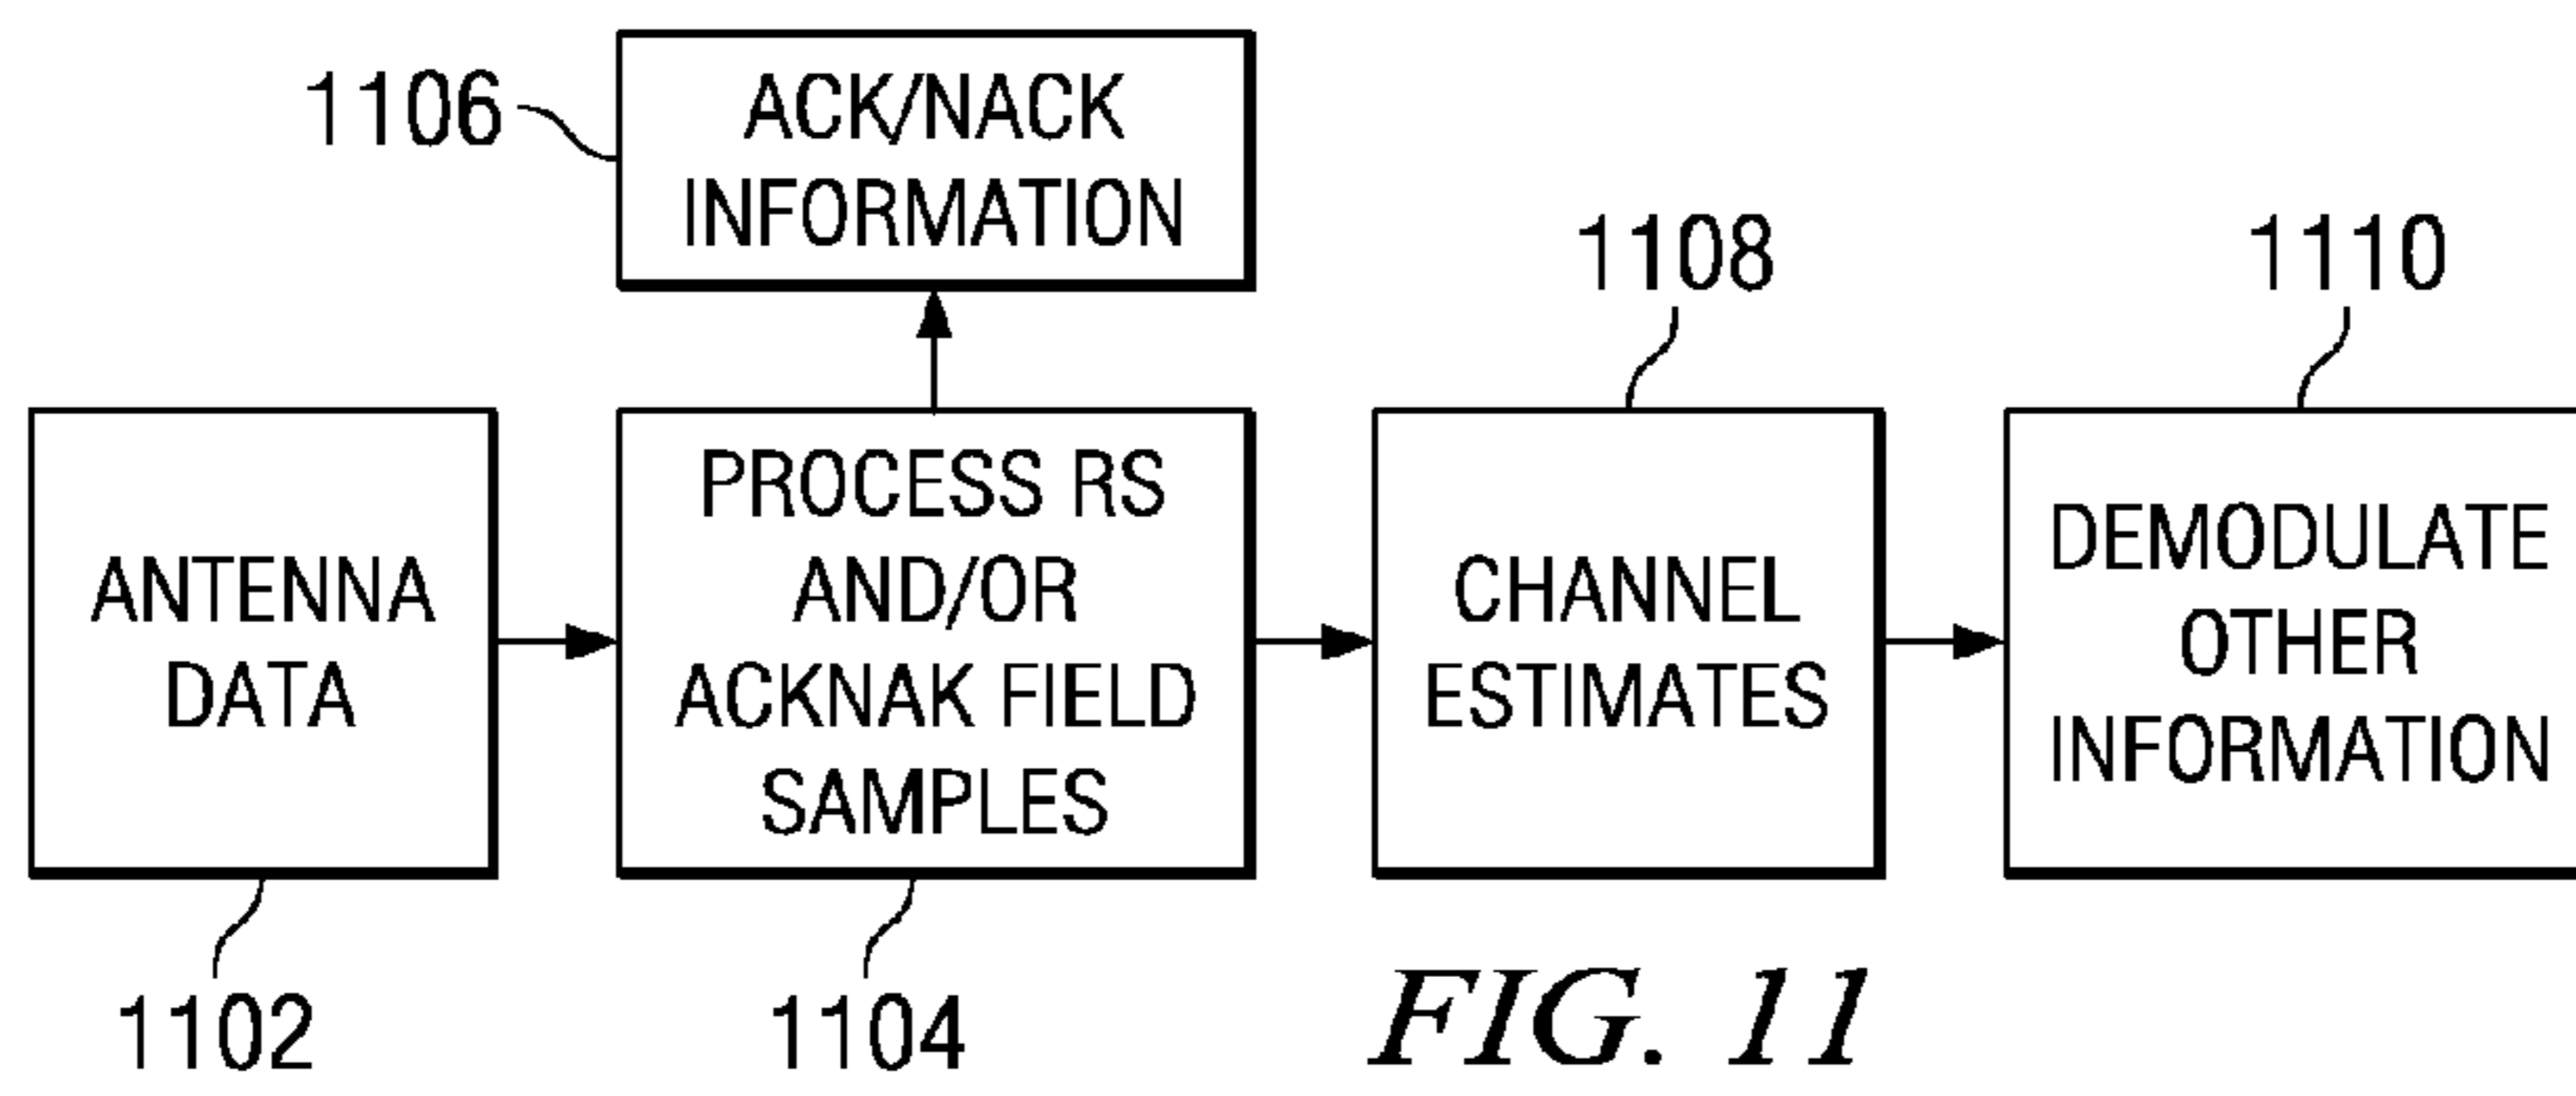 1106
ACK/NACK
INFORMATION
1108
1110
ANTENNA
DATA
PROCESS RS
AND/OR
ACKNAK FIELD
SAMPLES
CHANNEL
ESTIMATES
DEMODULATE
OTHER
INFORMATION
1102
1104
FIG. 11